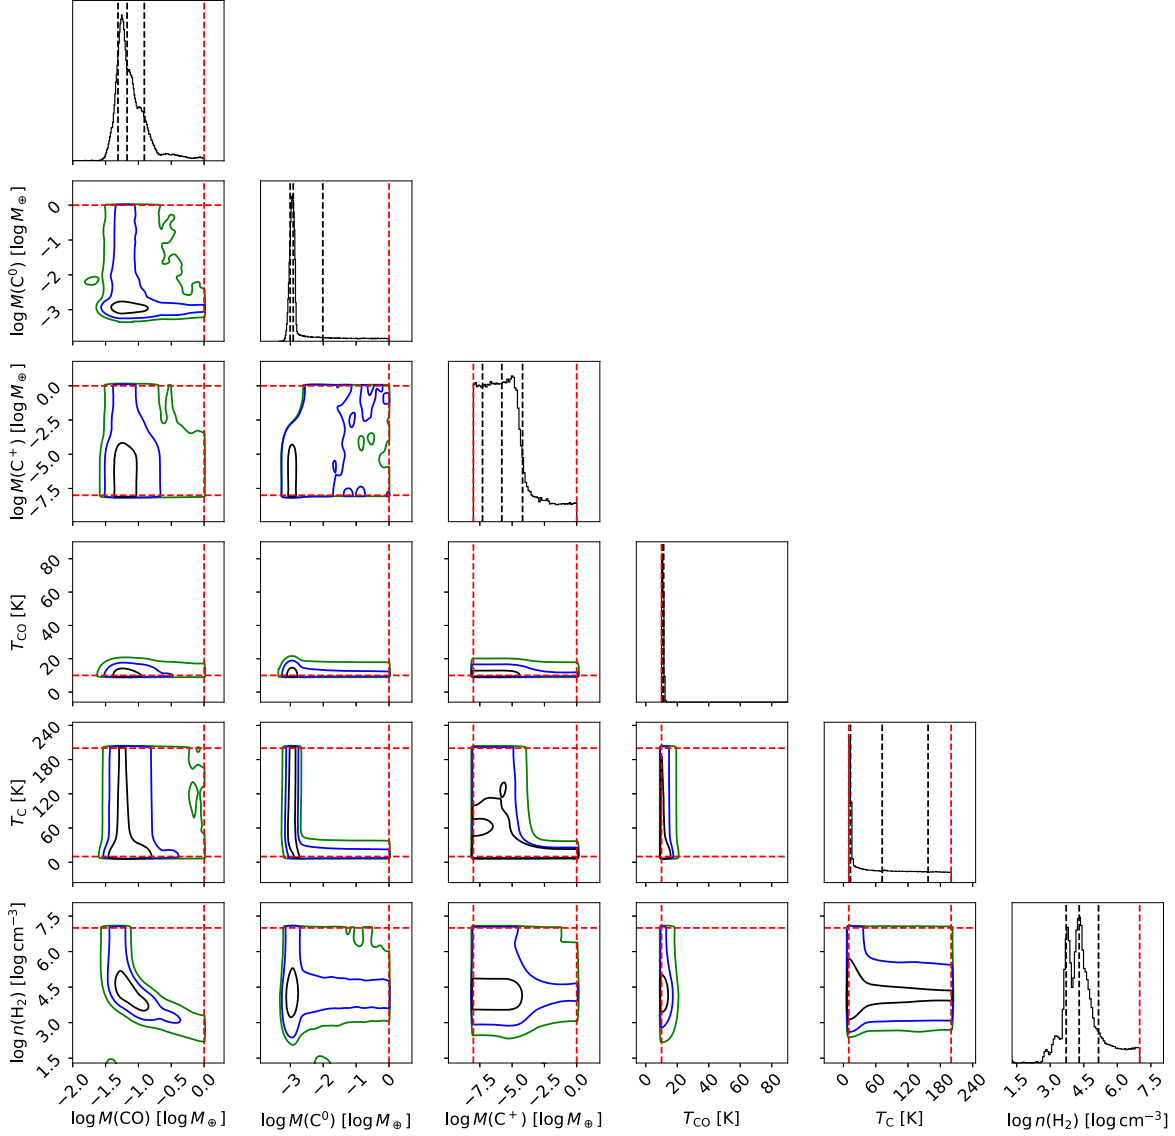 log M(C⁰) [log M⊕]
0
−1
−2
−3
log M(C⁺) [log M⊕]
0.0
−2.5
−5.0
−7.5
T_CO [K]
80
60
40
20
0
T_C [K]
240
180
120
60
0
log n(H₂) [log cm⁻³]
7.5
6.0
4.5
3.0
1.5
−2.0 −1.5 −1.0 −0.5 0.0
−3 −2 −1 0
−7.5 −5.0 −2.5 0.0
0 20 40 60 80
0 60 120 180 240
1.5 3.0 4.5 6.0 7.5
log M(CO) [log M⊕]
log M(C⁰) [log M⊕]
log M(C⁺) [log M⊕]
T_CO [K]
T_C [K]
log n(H₂) [log cm⁻³]